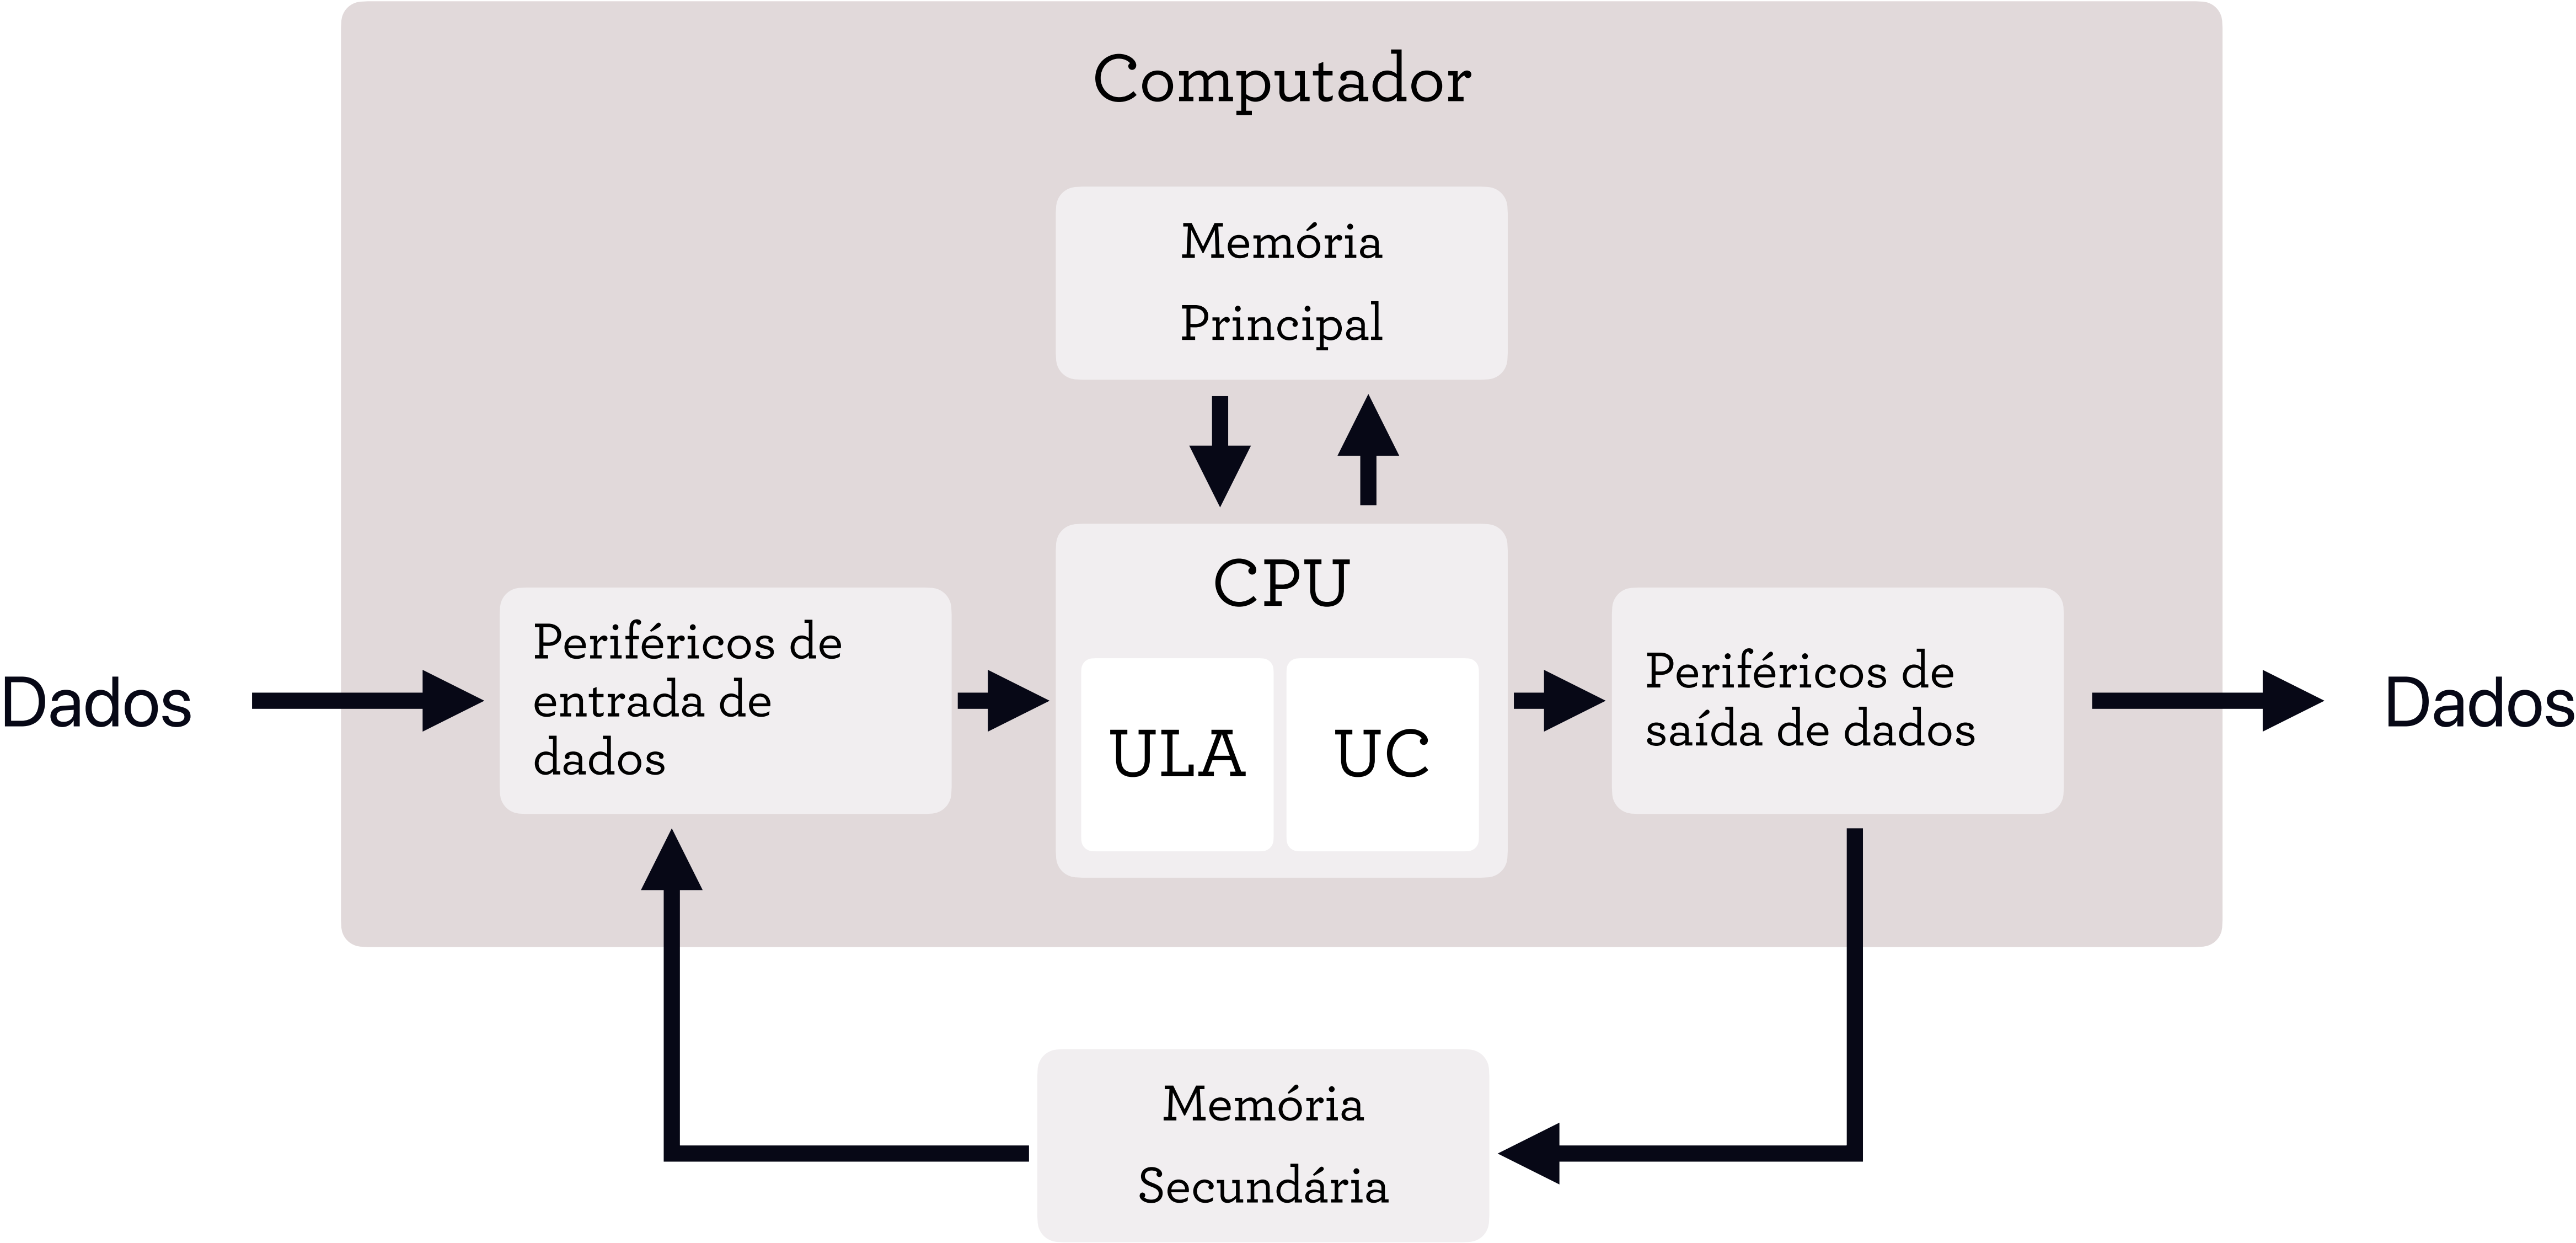 Computador
Memória
Principal
CPU
ULA
UC
Dados
Periféricos de
entrada de
dados
Periféricos de
saída de dados
Dados
Memória
Secundária